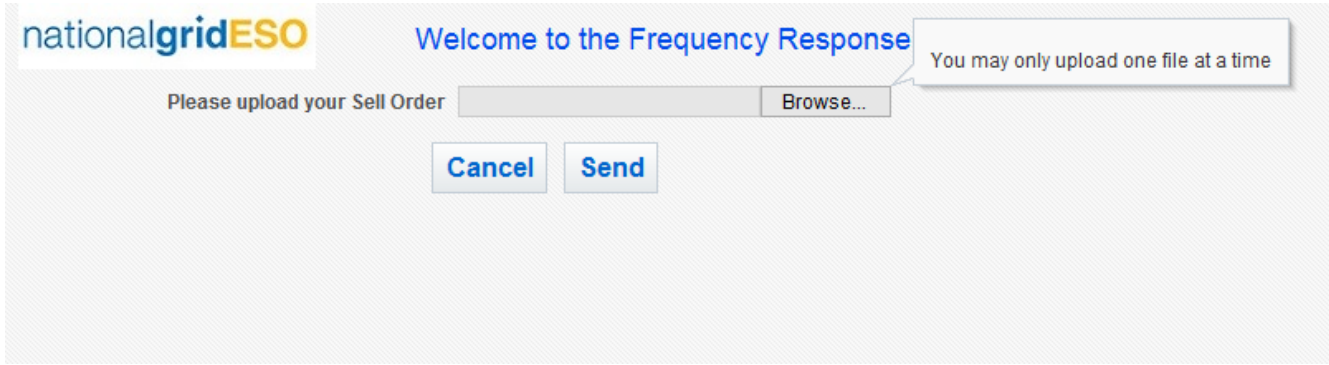 nationalgridESO
Welcome to the Frequency Response
You may only upload one file at a time
Please upload your Sell Order
Browse...
Cancel
Send